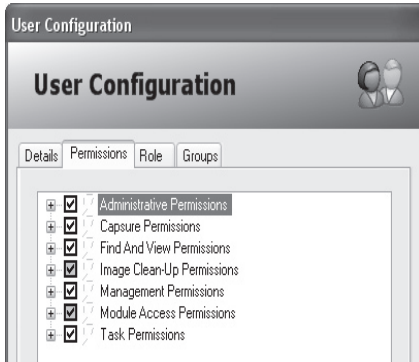 User Configuration
User Configuration
Details Permissions Role Groups
Administrative Permissions
Capsure Permissions
Find And View Permissions
Image Clean-Up Permissions
Management Permissions
Module Access Permissions
Task Permissions